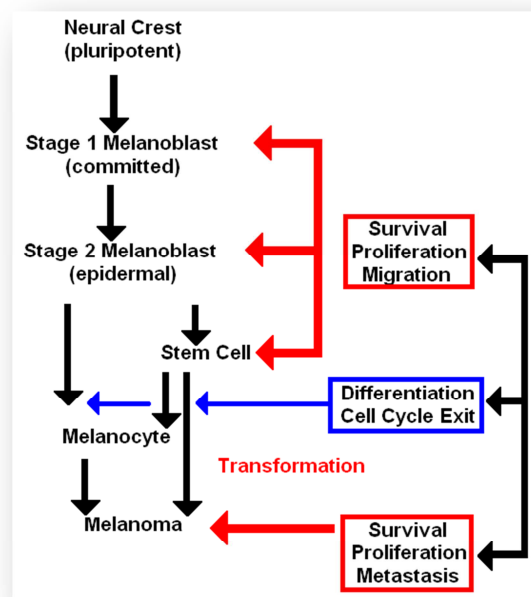 Neural Crest
(pluripotent)
Stage 1 Melanoblast
(committed)
Stage 2 Melanoblast
(epidermal)
Survival
Proliferation
Migration
Stem Cell
Differentiation
Cell Cycle Exit
Melanocyte
Transformation
Melanoma
Survival
Proliferation
Metastasis